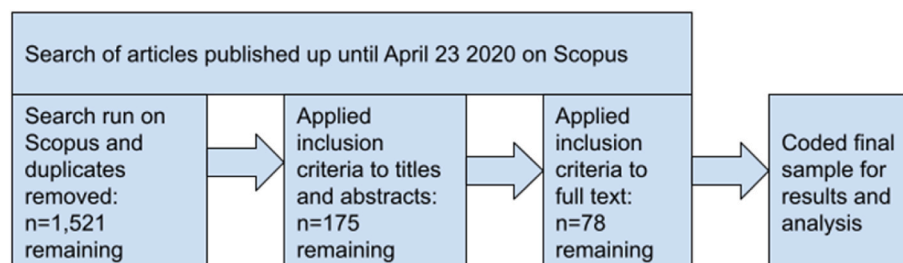 Search of articles published up until April 23 2020 on Scopus
Search run on
Scopus and
duplicates
removed:
n=1,521
remaining
Applied
inclusion
criteria to titles
and abstracts:
n=175
remaining
Applied
inclusion
criteria to
full text:
n=78
remaining
Coded final
sample for
results and
analysis